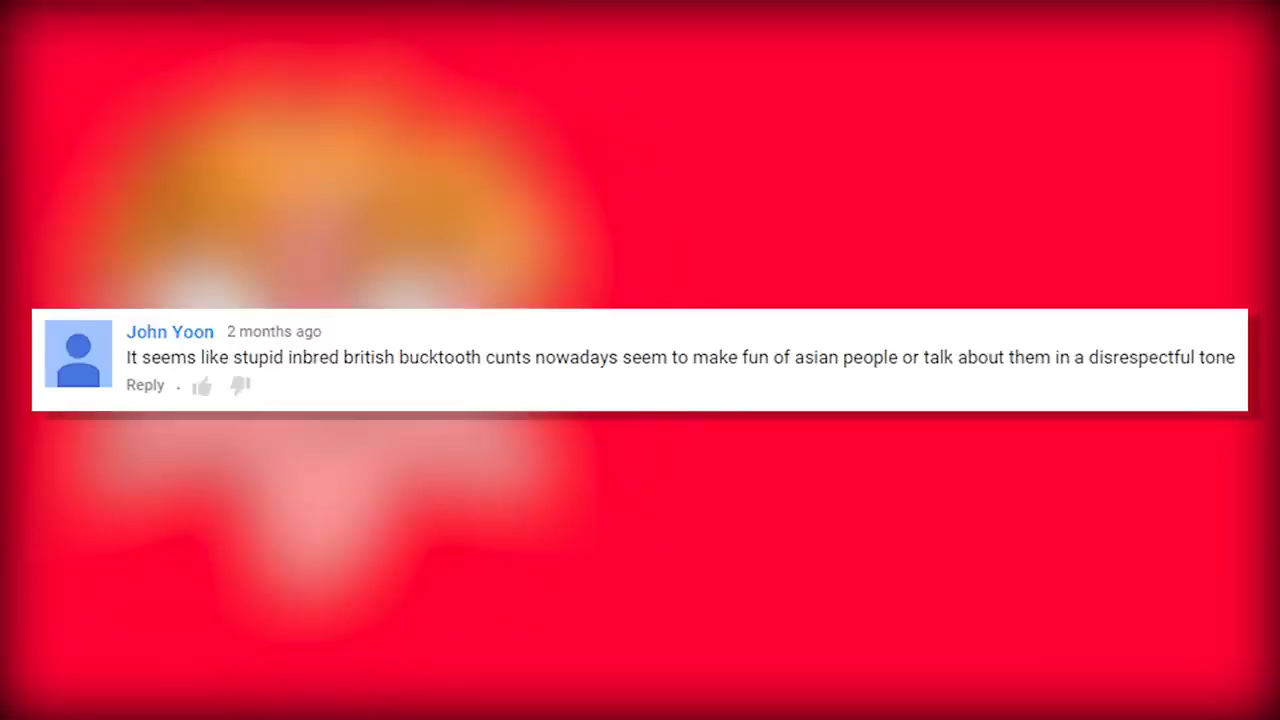 John Yoon 2 months ago
It seems like stupid inbred british bucktooth cunts nowadays seem to make fun of asian people or talk about them in a disrespectful tone
Reply .